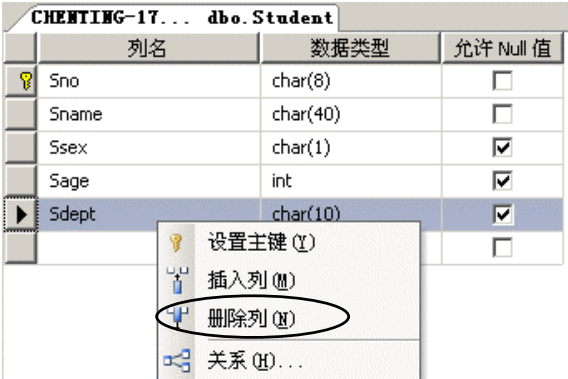 CHENTING-17... dbo.Student
列名 数据类型 允许 Null 值
Sno char(8)
Sname char(40)
Ssex char(1)
Sage int
Sdept char(10)
设置主键(Y)
插入列(M)
删除列(N)
关系(H)...